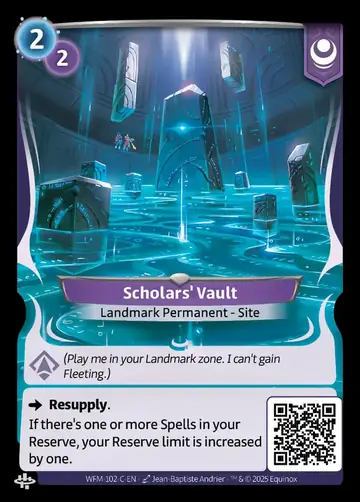 2
2
Scholars' Vault
Landmark Permanent - Site
(Play me in your Landmark zone. I can't gain
Fleeting.)
➔ Resupply.
If there's one or more Spells in your
Reserve, your Reserve limit is increased
by one.
WFM-102-C-EN - Jean-Baptiste Andrier - ™ & © 2025 Equinox